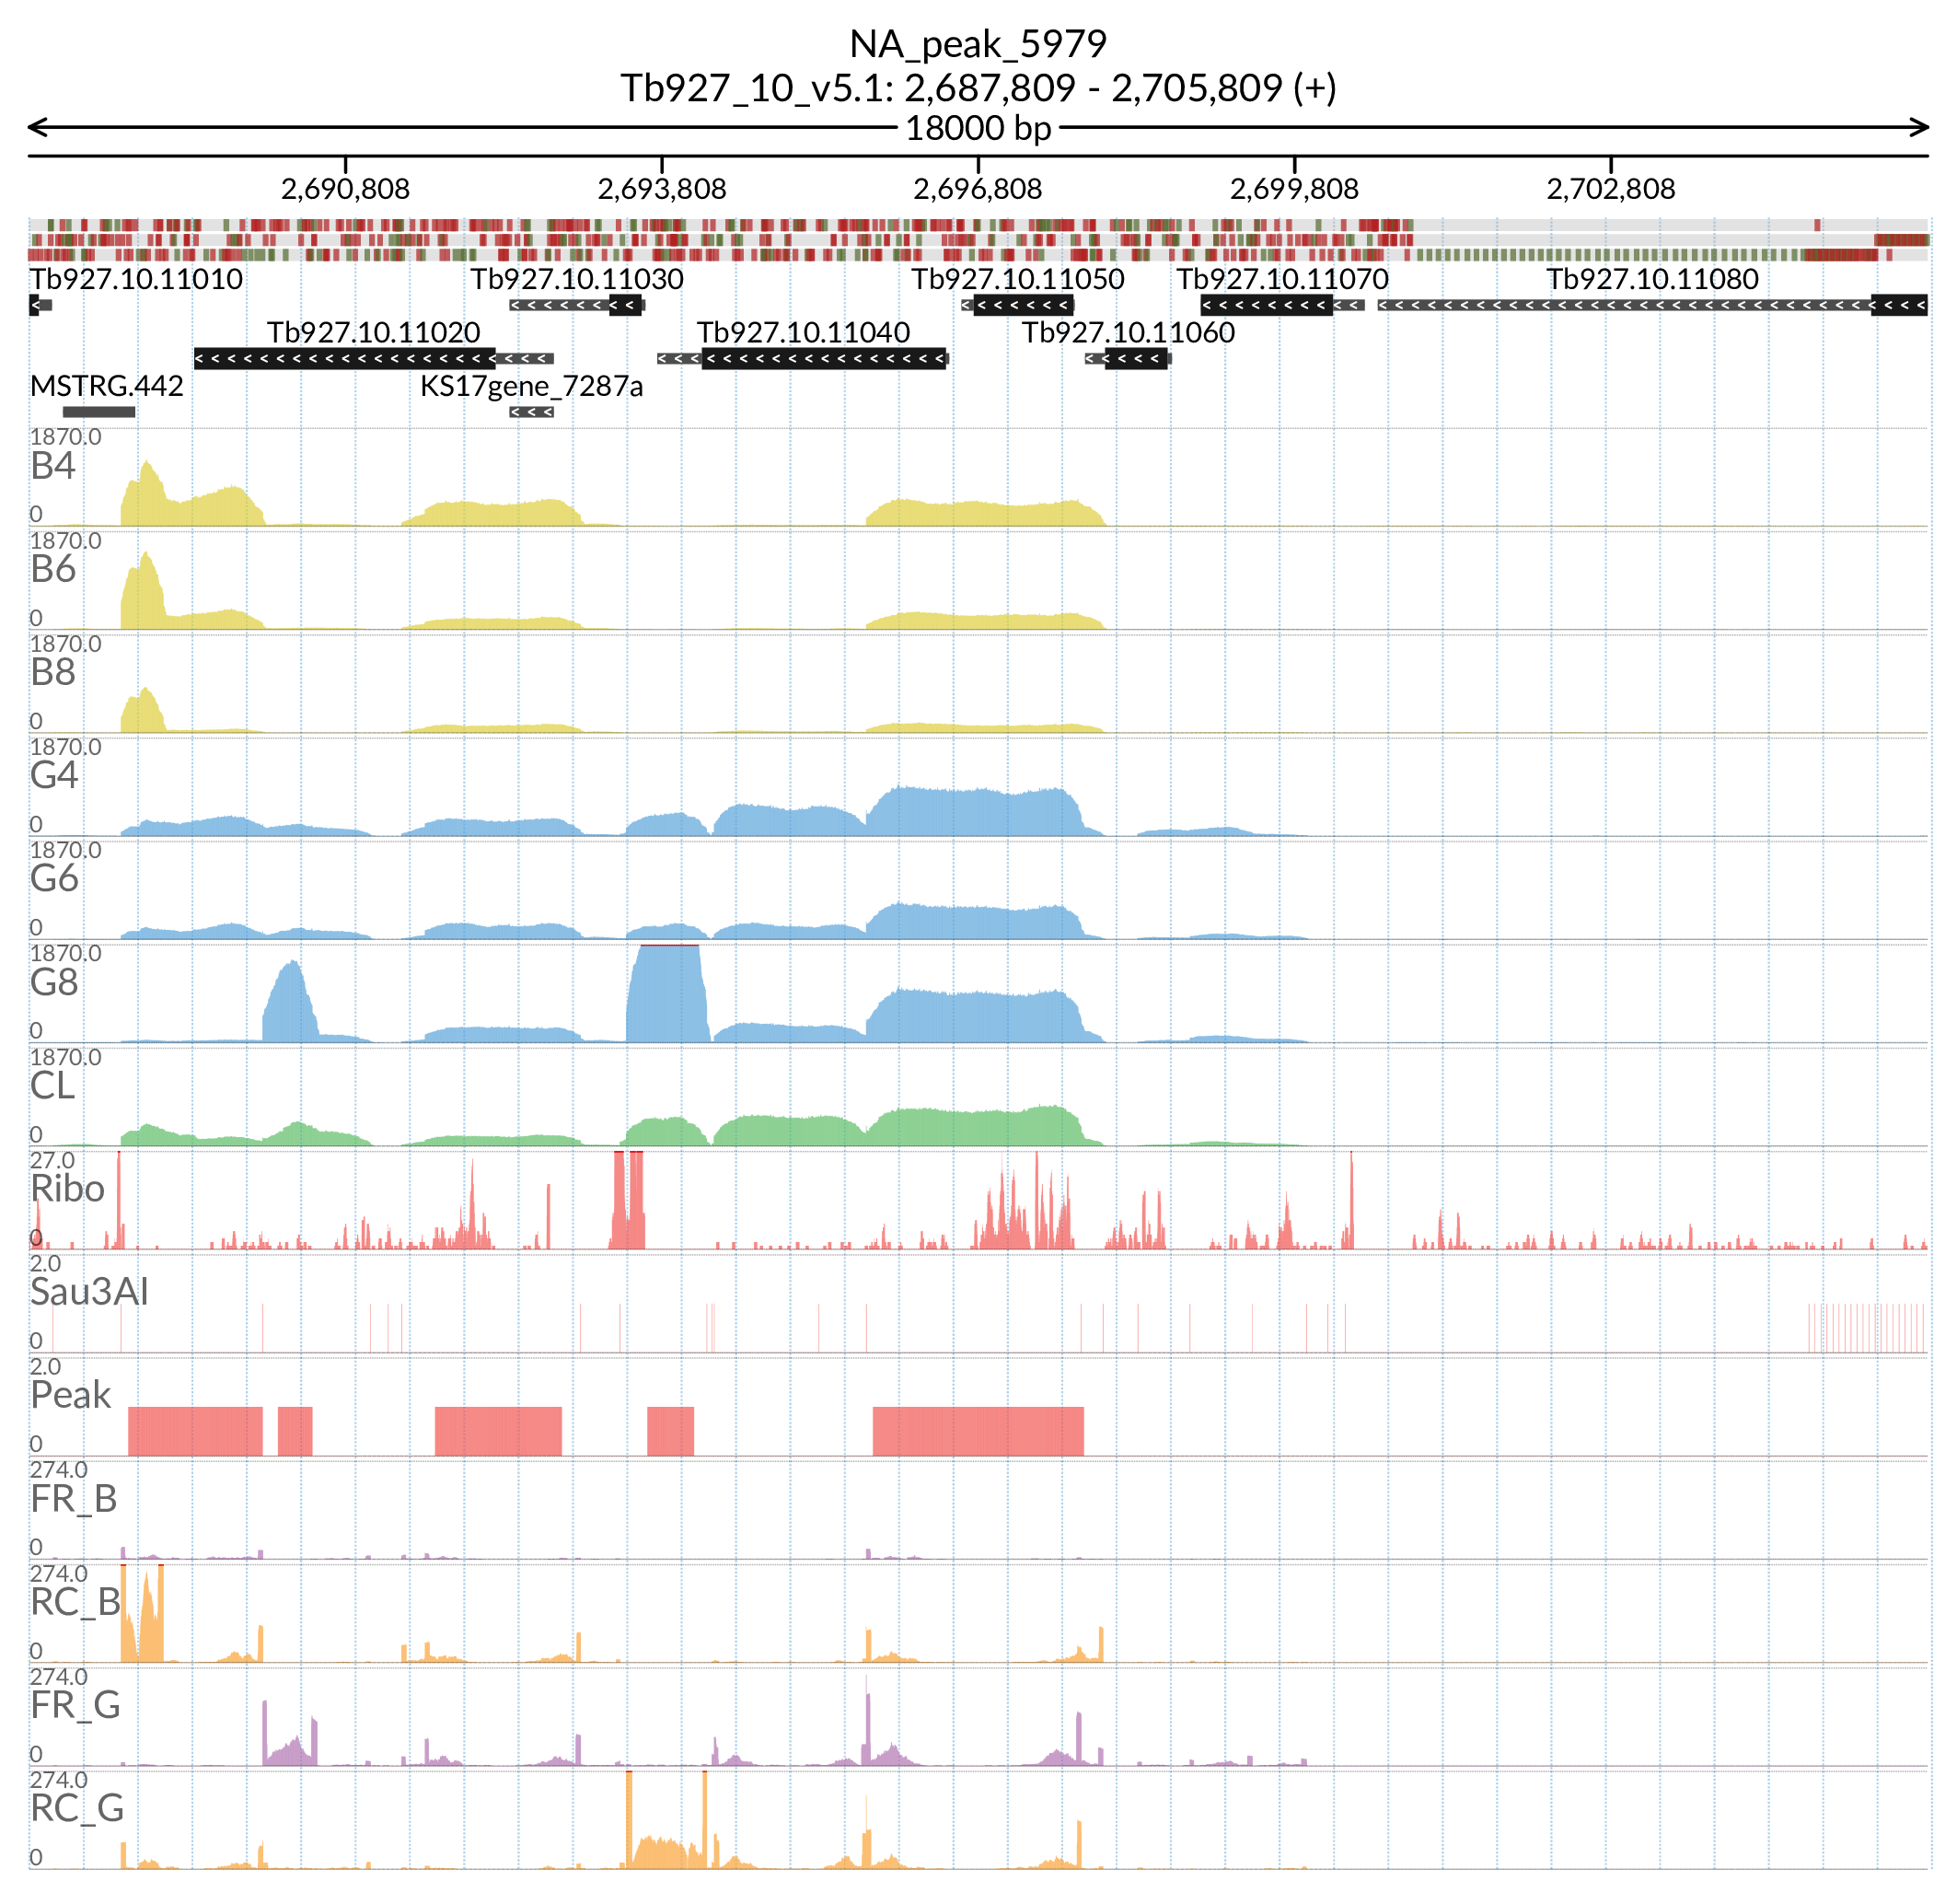 NA_peak_5979
Tb927_10_v5.1: 2,687,809 - 2,705,809 (+)
18000 bp
2,690,808 2,693,808 2,696,808 2,699,808 2,702,808
Tb927.10.11010 Tb927.10.11030 Tb927.10.11050 Tb927.10.11070 Tb927.10.11080
Tb927.10.11020 Tb927.10.11040 Tb927.10.11060
MSTRG.442 KS17gene_7287a
1870.0
B4
0
1870.0
B6
0
1870.0
B8
0
1870.0
G4
0
1870.0
G6
0
1870.0
G8
0
1870.0
CL
0
27.0
Ribo
0
2.0
Sau3AI
0
2.0
Peak
0
274.0
FR_B
0
274.0
RC_B
0
274.0
FR_G
0
274.0
RC_G
0